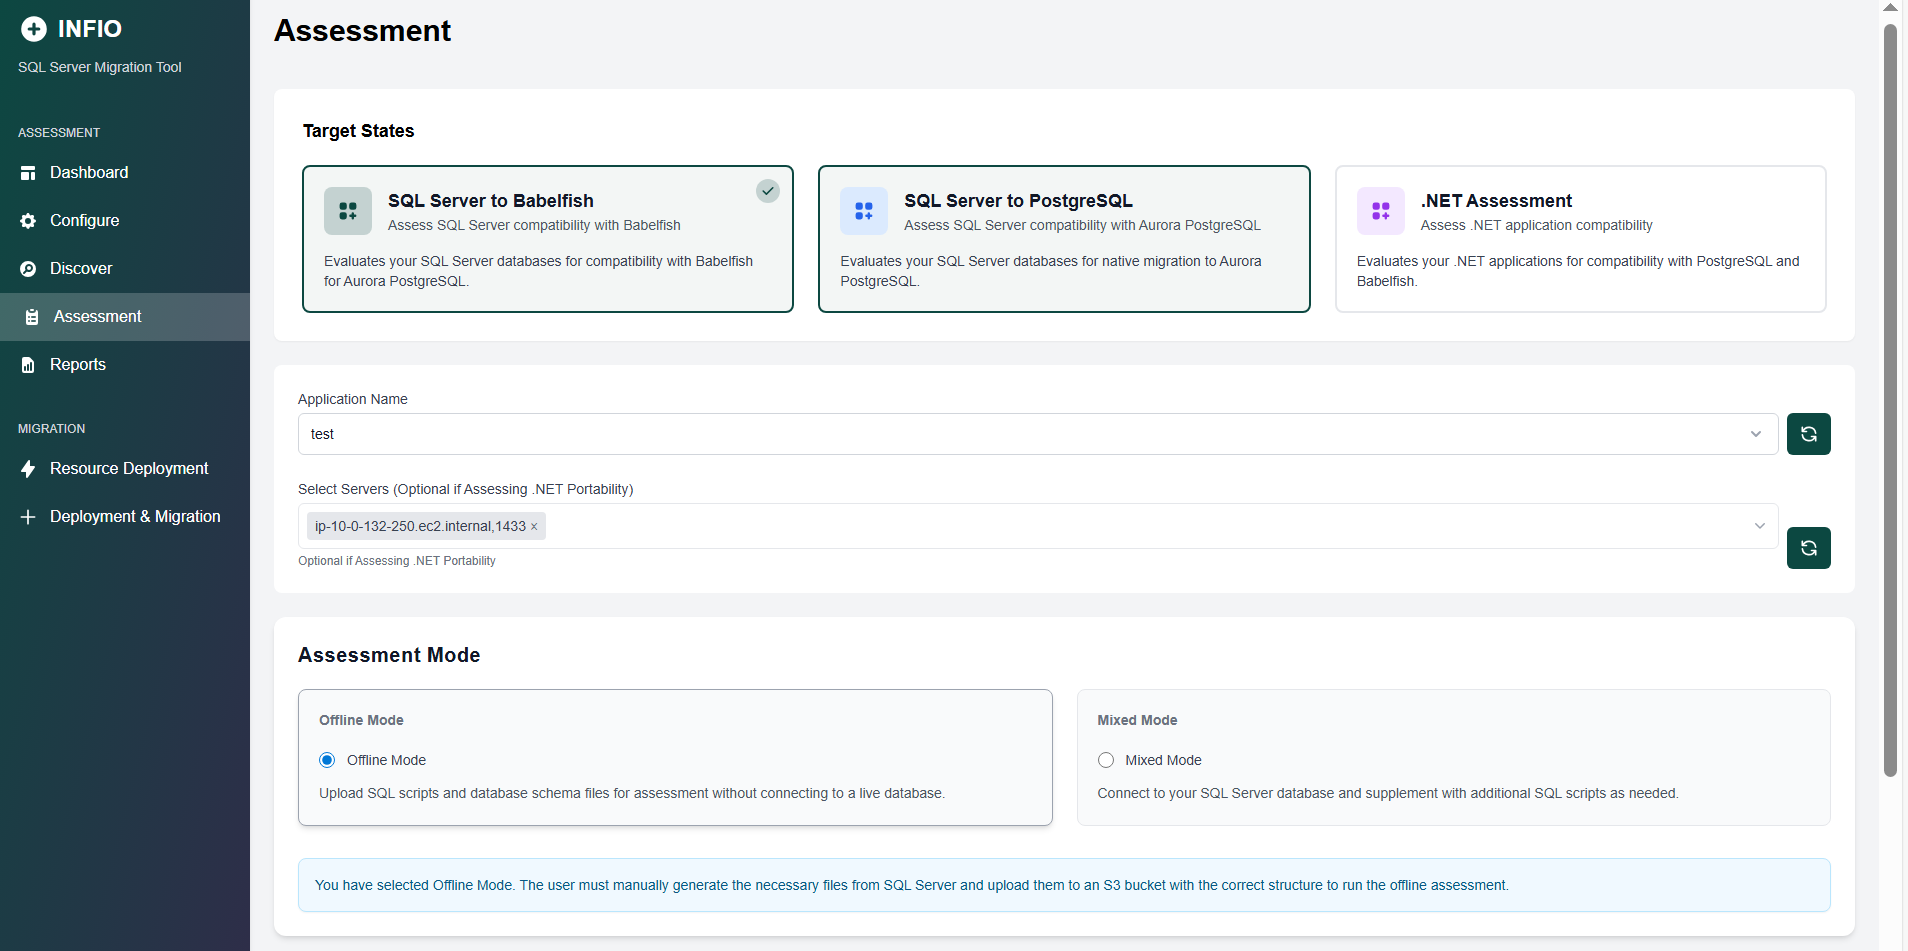 INFIO
SQL Server Migration Tool
ASSESSMENT
Dashboard
Configure
Discover
Assessment
Reports
MIGRATION
Resource Deployment
Deployment & Migration
Assessment
Target States
SQL Server to Babelfish
Assess SQL Server compatibility with Babelfish
Evaluates your SQL Server databases for compatibility with Babelfish
for Aurora PostgreSQL.
SQL Server to PostgreSQL
Assess SQL Server compatibility with Aurora PostgreSQL
Evaluates your SQL Server databases for native migration to Aurora
PostgreSQL.
.NET Assessment
Assess .NET application compatibility
Evaluates your .NET applications for compatibility with PostgreSQL and
Babelfish.
Application Name
test
Select Servers (Optional if Assessing .NET Portability)
ip-10-0-132-250.ec2.internal,1433 ×
Optional if Assessing .NET Portability
Assessment Mode
Offline Mode
Offline Mode
Upload SQL scripts and database schema files for assessment without connecting to a live database.
Mixed Mode
Mixed Mode
Connect to your SQL Server database and supplement with additional SQL scripts as needed.
You have selected Offline Mode. The user must manually generate the necessary files from SQL Server and upload them to an S3 bucket with the correct structure to run the offline assessment.